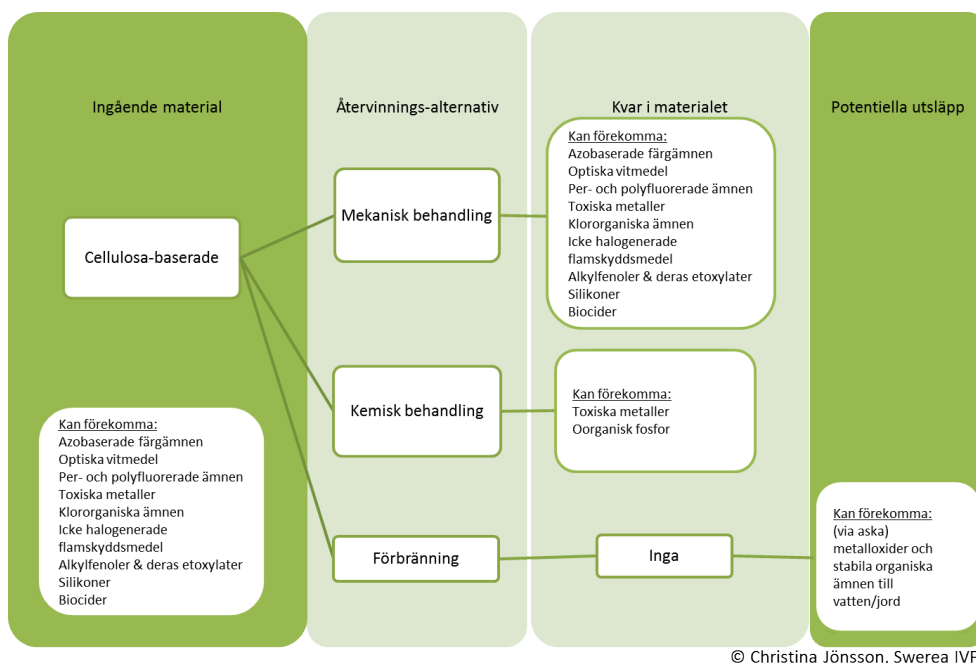 Ingående material
Återvinnings-alternativ
Kvar i materialet
Potentiella utsläpp
Cellulosa-baserade
Kan förekomma:
Azobaserade färgämnen
Optiska vitmedel
Per- och polyfluorerade ämnen
Toxiska metaller
Klororganiska ämnen
Icke halogenerade
flamskyddsmedel
Alkylfenoler & deras etoxylater
Silikoner
Biocider
Mekanisk behandling
Kan förekomma:
Azobaserade färgämnen
Optiska vitmedel
Per- och polyfluorerade ämnen
Toxiska metaller
Klororganiska ämnen
Icke halogenerade
flamskyddsmedel
Alkylfenoler & deras etoxylater
Silikoner
Biocider
Kemisk behandling
Kan förekomma:
Toxiska metaller
Oorganisk fosfor
Förbränning
Inga
Kan förekomma:
(via aska)
metalloxider och
stabila organiska
ämnen till
vatten/jord
© Christina Jönsson, Swerea IVF